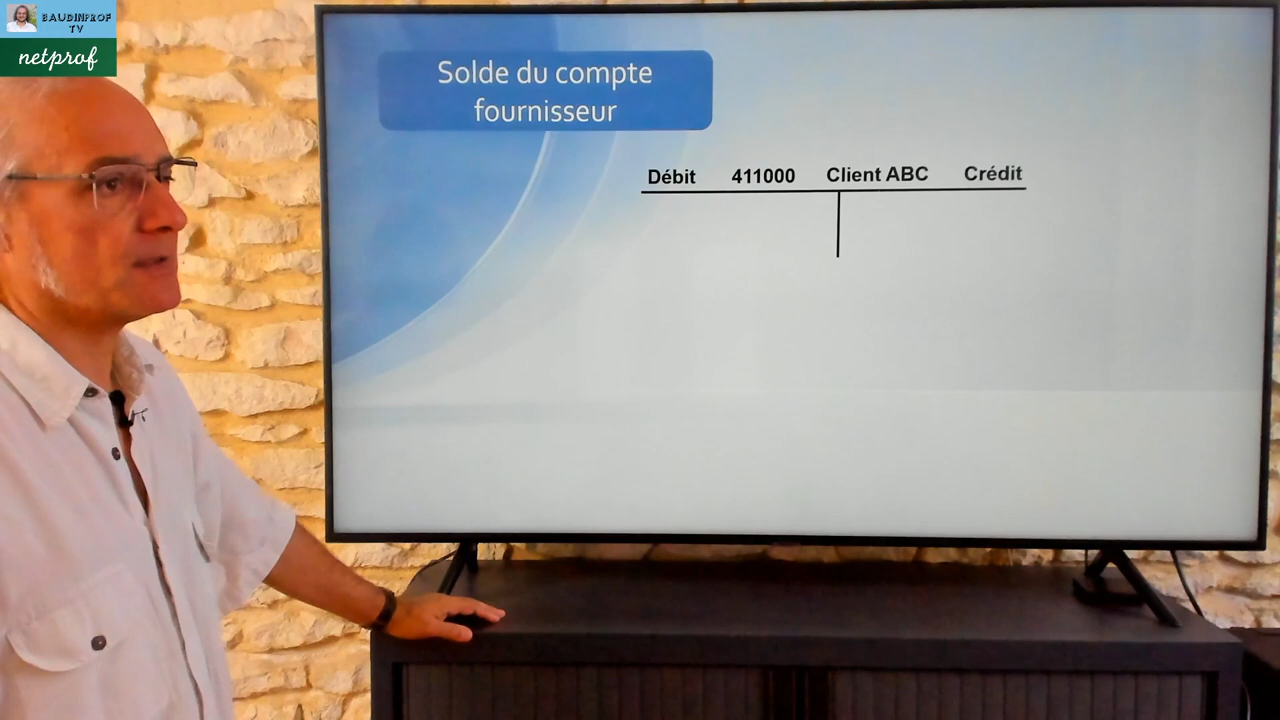 BAUDINPROF
TV
netprof
Solde du compte
fournisseur
Débit 411000 Client ABC Crédit